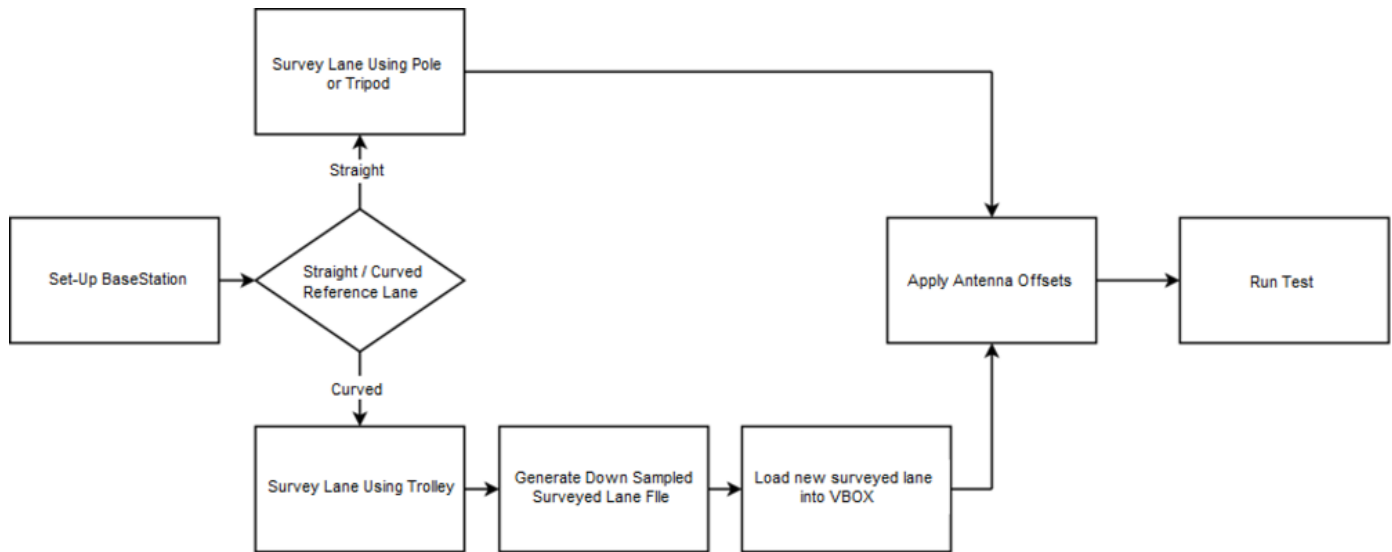 Survey Lane Using Pole
or Tripod
Straight
Set-Up BaseStation
Straight / Curved
Reference Lane
Apply Antenna Offsets
Run Test
Curved
Survey Lane Using Trolley
Generate Down Sampled
Surveyed Lane FIle
Load new surveyed lane
into VBOX